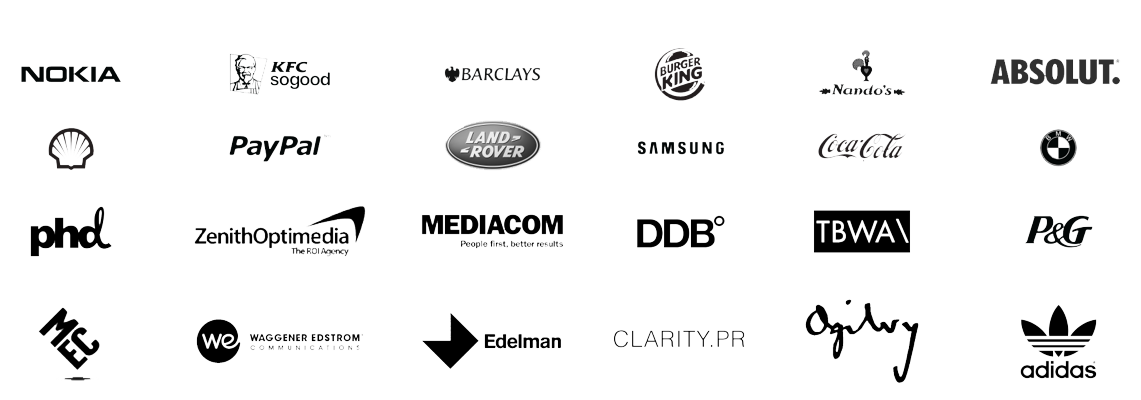 NOKIA
KFC
sogood
BARCLAYS
BURGER
KING
Nando's
ABSOLUT.
PayPal
LAND-
-ROVER
SAMSUNG
Coca-Cola
BMW
phd
ZenithOptimedia
The ROI Agency
MEDIACOM
People first, better results
DDB°
TBWA\
P&G
MEC
we
WAGGENER EDSTROM
COMMUNICATIONS
Edelman
CLARITY.PR
Ogilvy
adidas